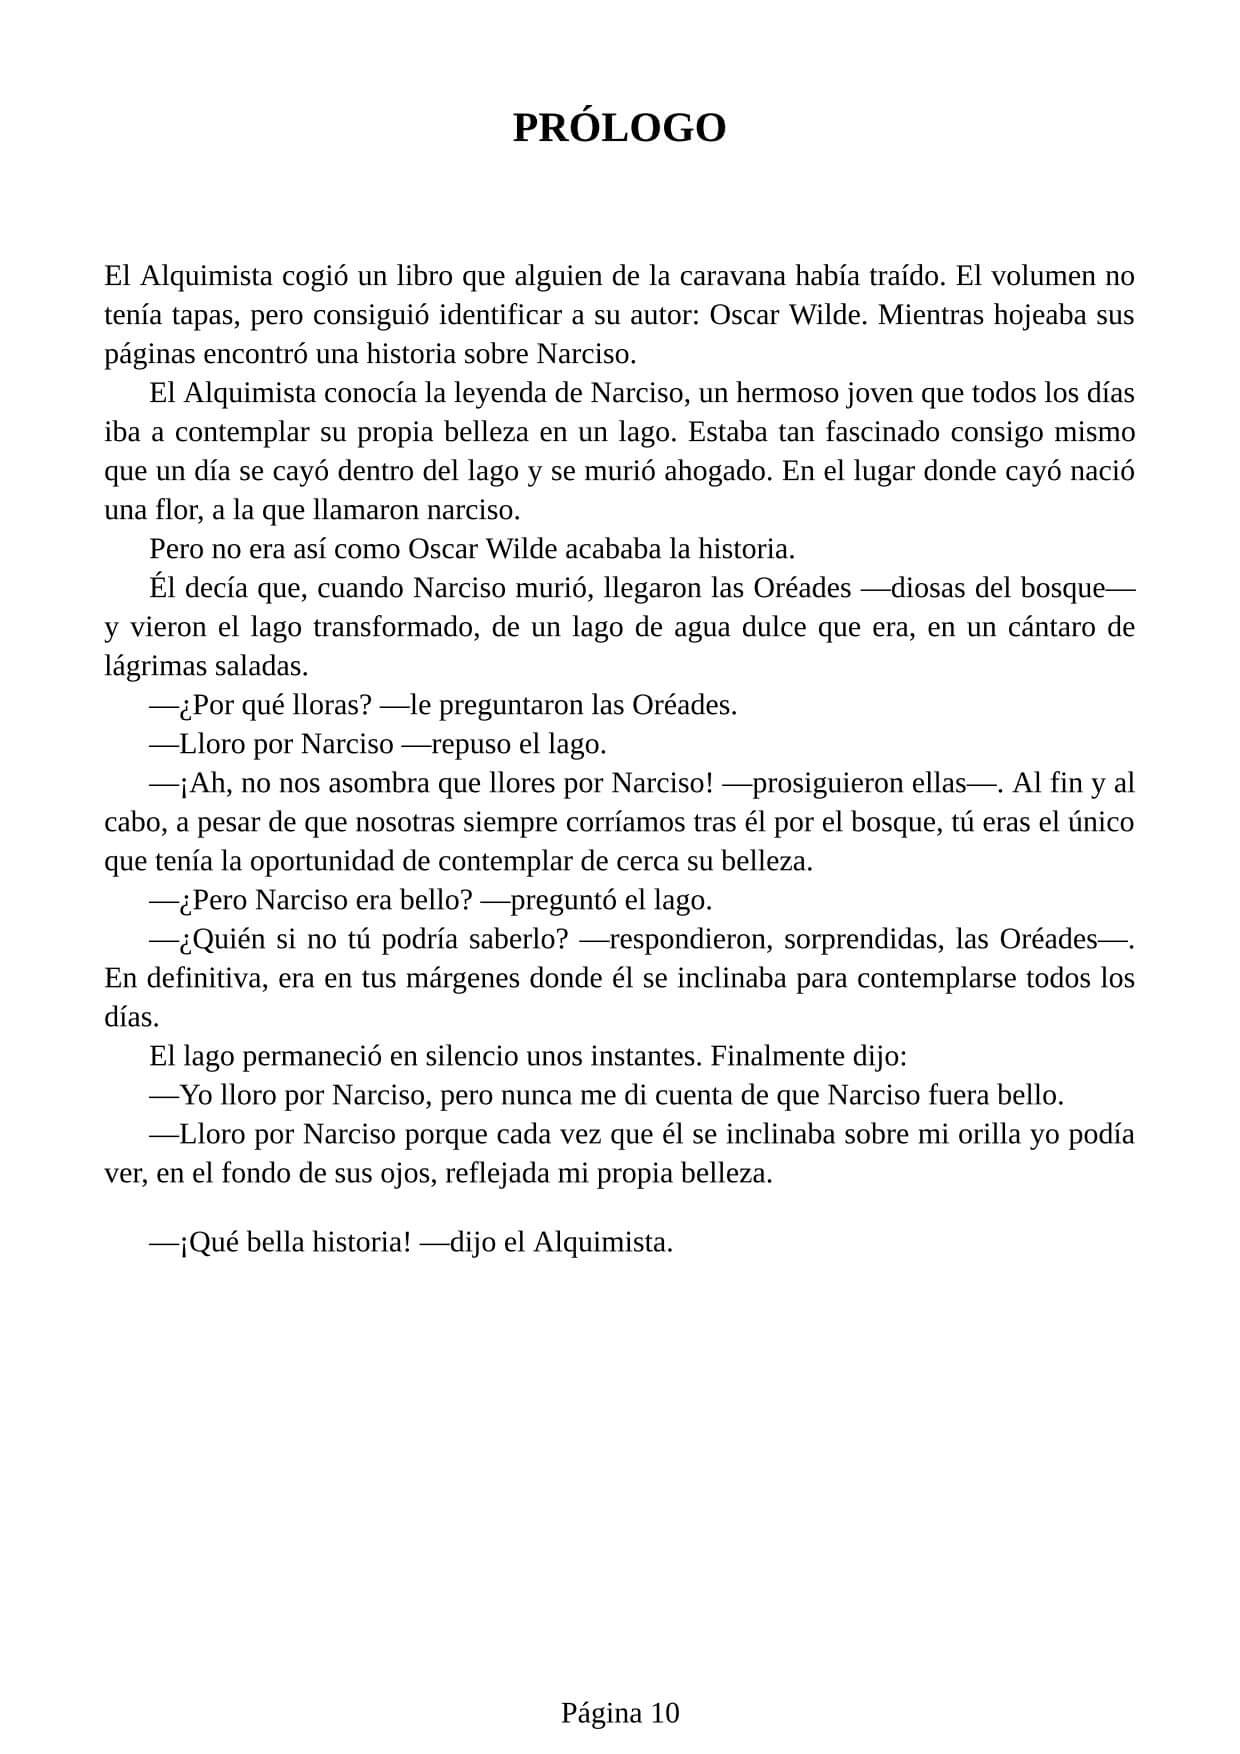 PRÓLOGO
El Alquimista cogió un libro que alguien de la caravana había traído. El volumen no
tenía tapas, pero consiguió identificar a su autor: Oscar Wilde. Mientras hojeaba sus
páginas encontró una historia sobre Narciso.
El Alquimista conocía la leyenda de Narciso, un hermoso joven que todos los días
iba a contemplar su propia belleza en un lago. Estaba tan fascinado consigo mismo
que un día se cayó dentro del lago y se murió ahogado. En el lugar donde cayó nació
una flor, a la que llamaron narciso.
Pero no era así como Oscar Wilde acababa la historia.
Él decía que, cuando Narciso murió, llegaron las Oréades —diosas del bosque—
y vieron el lago transformado, de un lago de agua dulce que era, en un cántaro de
lágrimas saladas.
—¿Por qué lloras? —le preguntaron las Oréades.
—Lloro por Narciso —repuso el lago.
—¡Ah, no nos asombra que llores por Narciso! —prosiguieron ellas—. Al fin y al
cabo, a pesar de que nosotras siempre corríamos tras él por el bosque, tú eras el único
que tenía la oportunidad de contemplar de cerca su belleza.
—¿Pero Narciso era bello? —preguntó el lago.
—¿Quién si no tú podría saberlo? —respondieron, sorprendidas, las Oréades—.
En definitiva, era en tus márgenes donde él se inclinaba para contemplarse todos los
días.
El lago permaneció en silencio unos instantes. Finalmente dijo:
—Yo lloro por Narciso, pero nunca me di cuenta de que Narciso fuera bello.
—Lloro por Narciso porque cada vez que él se inclinaba sobre mi orilla yo podía
ver, en el fondo de sus ojos, reflejada mi propia belleza.
—¡Qué bella historia! —dijo el Alquimista.
Página 10